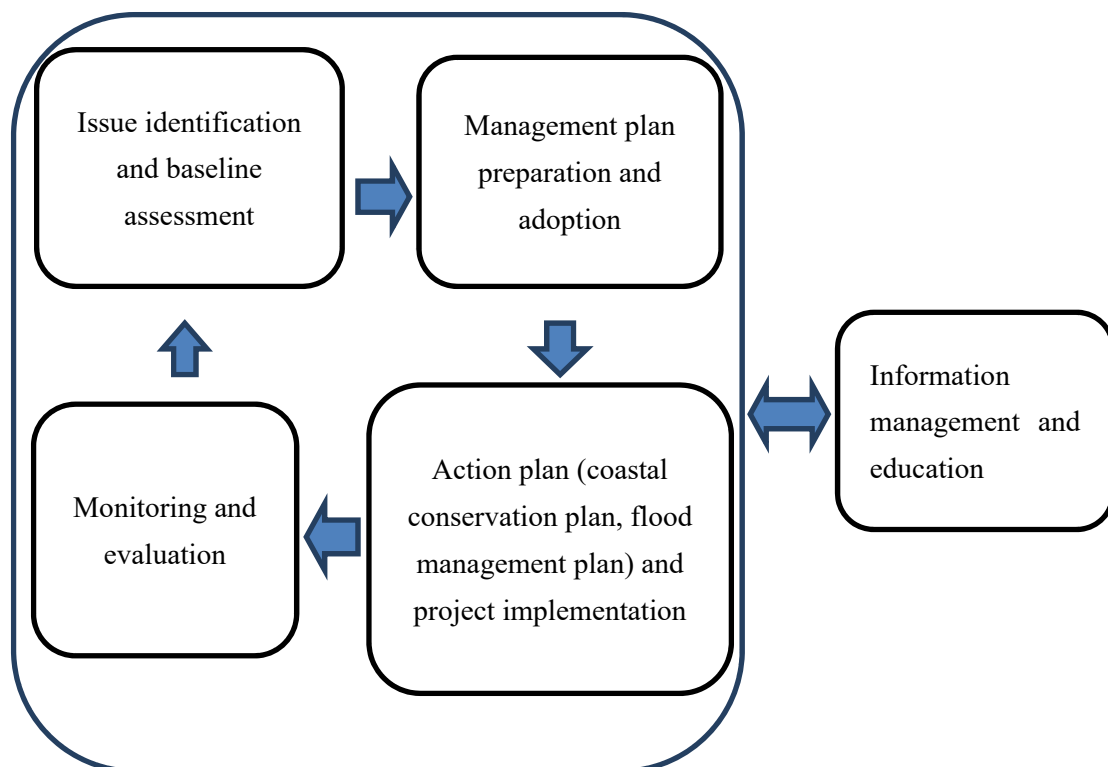 Issue identification
and baseline
assessment
Management plan
preparation and
adoption
Action plan (coastal
conservation plan, flood
management plan) and
project implementation
Monitoring and
evaluation
Information
management and
education